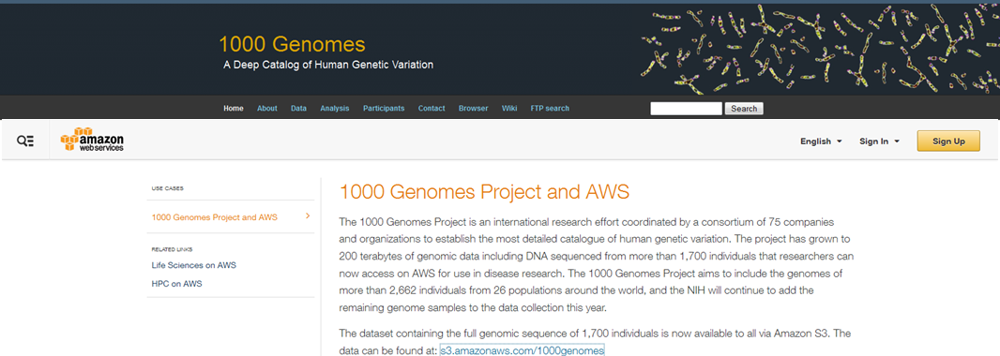 1000 Genomes
A Deep Catalog of Human Genetic Variation
Home About Data Analysis Participants Contact Browser Wiki FTP search Search
amazon
webservices
English Sign In Sign Up
USE CASES
1000 Genomes Project and AWS
RELATED LINKS
Life Sciences on AWS
HPC on AWS
1000 Genomes Project and AWS
The 1000 Genomes Project is an international research effort coordinated by a consortium of 75 companies
and organizations to establish the most detailed catalogue of human genetic variation. The project has grown to
200 terabytes of genomic data including DNA sequenced from more than 1,700 individuals that researchers can
now access on AWS for use in disease research. The 1000 Genomes Project aims to include the genomes of
more than 2,662 individuals from 26 populations around the world, and the NIH will continue to add the
remaining genome samples to the data collection this year.
The dataset containing the full genomic sequence of 1,700 individuals is now available to all via Amazon S3. The
data can be found at: s3.amazonaws.com/1000genomes